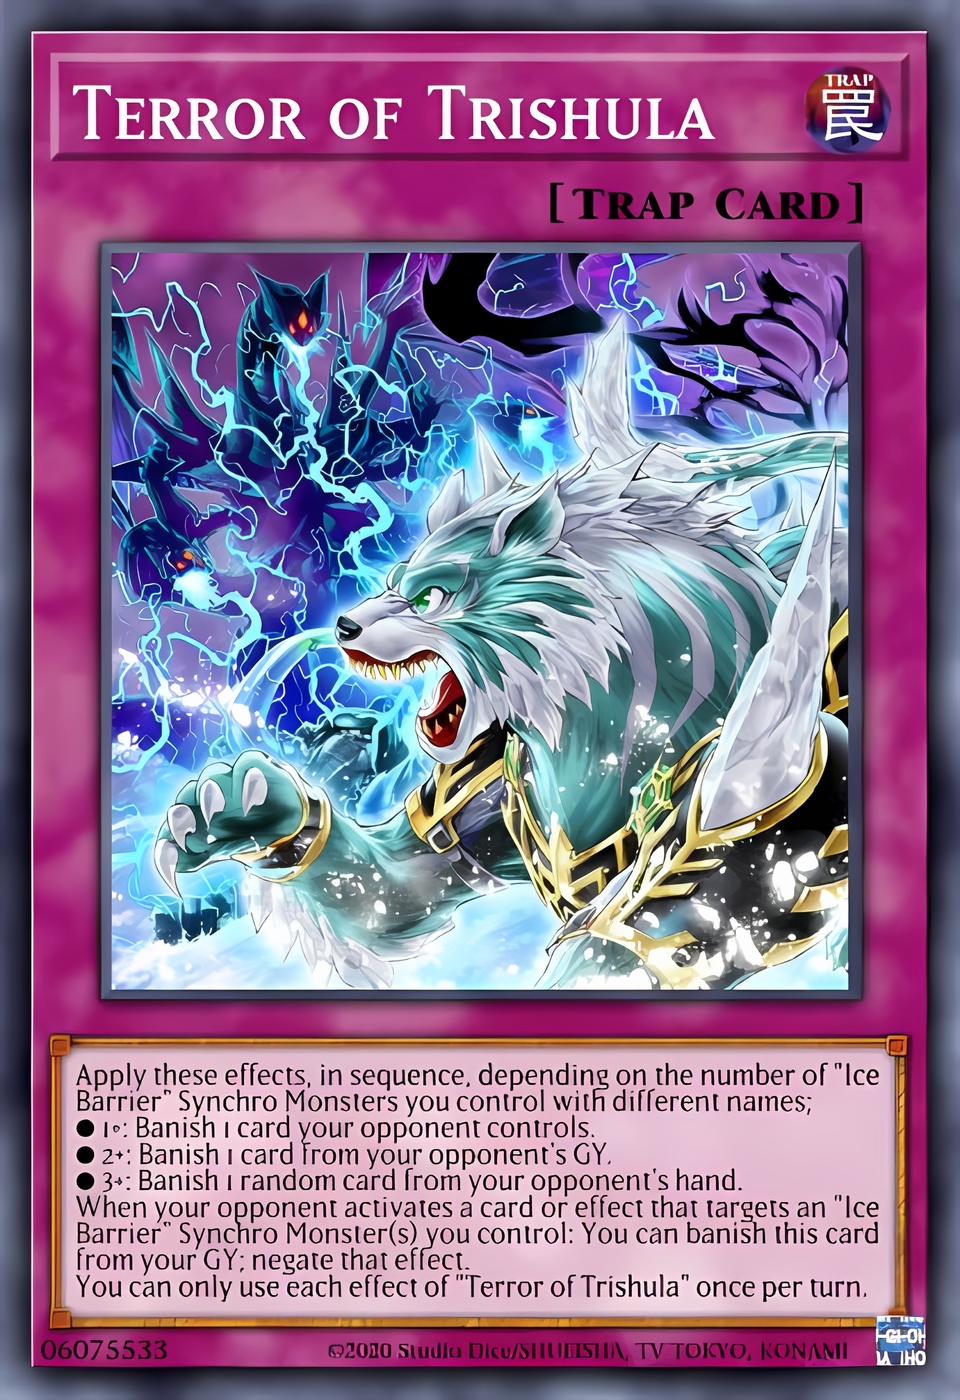 TERROR OF TRISHULA
TRAP
罠
[TRAP CARD]
Apply these effects, in sequence, depending on the number of "Ice
Barrier" Synchro Monsters you control with different names;
● 1+: Banish 1 card your opponent controls.
● 2+: Banish 1 card from your opponent's GY.
● 3+: Banish 1 random card from your opponent's hand.
When your opponent activates a card or effect that targets an "Ice
Barrier" Synchro Monster(s) you control: You can banish this card
from your GY; negate that effect.
You can only use each effect of "'Terror of Trishula" once per turn.
06075533
©2020 Studio Dice/SHUEISHA, TV TOKYO, KONAMI